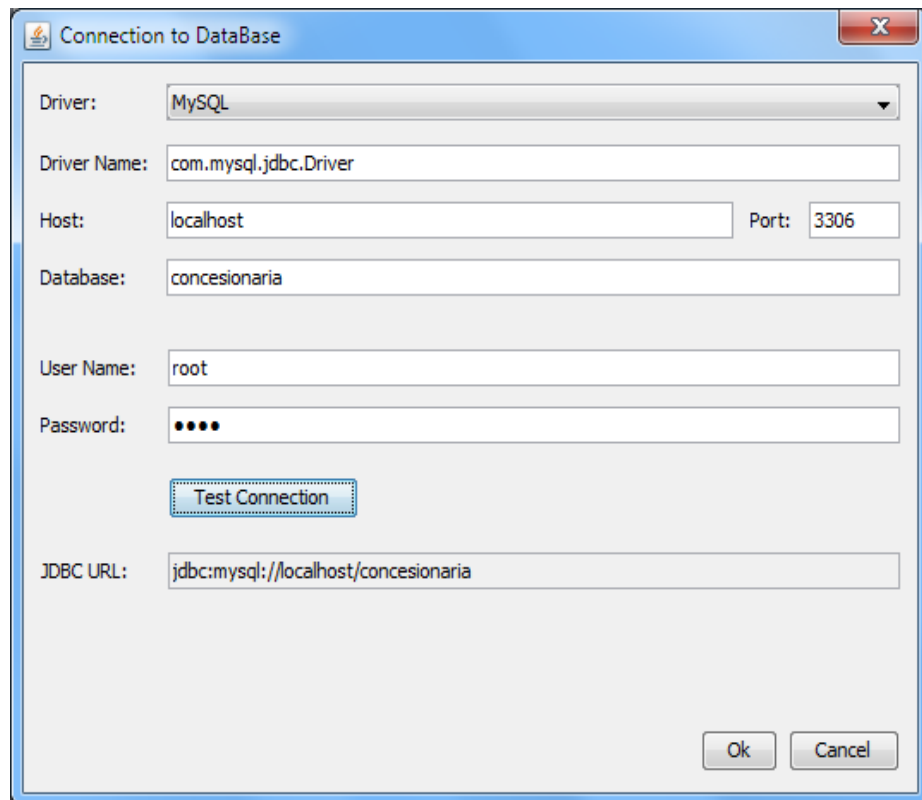 Connection to DataBase
Driver: MySQL
Driver Name: com.mysql.jdbc.Driver
Host: localhost Port: 3306
Database: concesionaria
User Name: root
Password: ••••
Test Connection
JDBC URL: jdbc:mysql://localhost/concesionaria
Ok Cancel